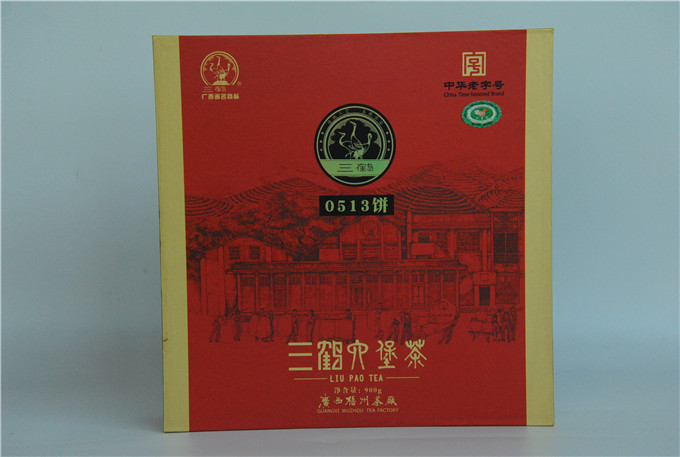 三鹤
广西著名商标
中华老字号
China Time-honored Brand
三鹤
0513饼
三鹤六堡茶
LIU PAO TEA
净含量：900g
广西梧州茶厂
GUANGXI WUZHOU TEA FACTORY